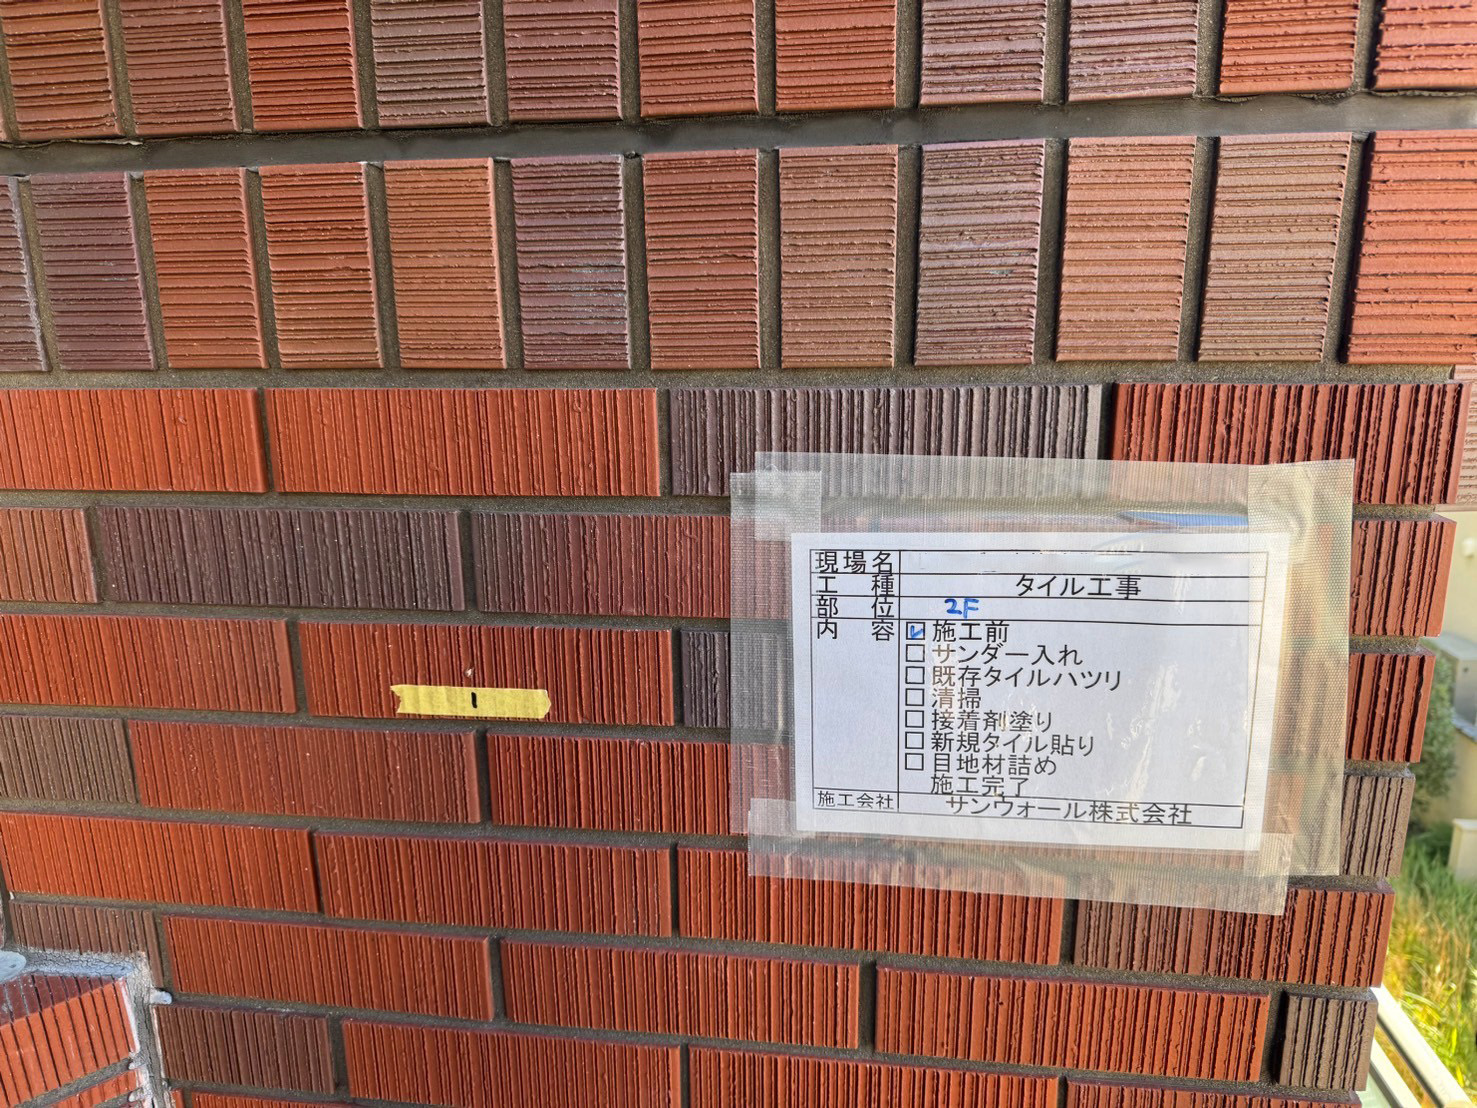 1
現場名
工種 タイル工事
部位 2F
内容 ☑施工前
□サンダー入れ
□既存タイルハツリ
□清掃
□接着剤塗り
□新規タイル貼り
□目地材詰め
施工完了
施工会社 サンウォール株式会社